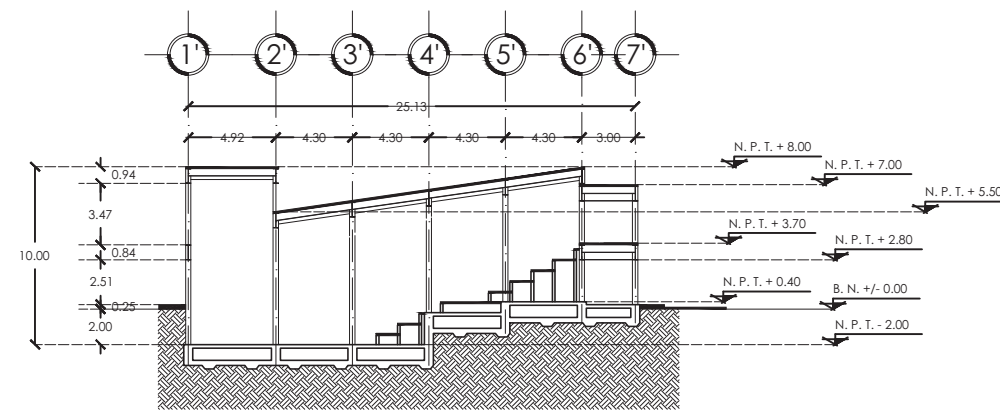 1' 2' 3' 4' 5' 6' 7'
25.13
4.92 4.30 4.30 4.30 4.30 3.00
N. P. T. + 8.00
0.94
N. P. T. + 7.00
N. P. T. + 5.50
3.47
N. P. T. + 3.70
10.00
0.84
N. P. T. + 2.80
2.51
N. P. T. + 0.40
B. N. +/- 0.00
0.25
2.00
N. P. T. - 2.00